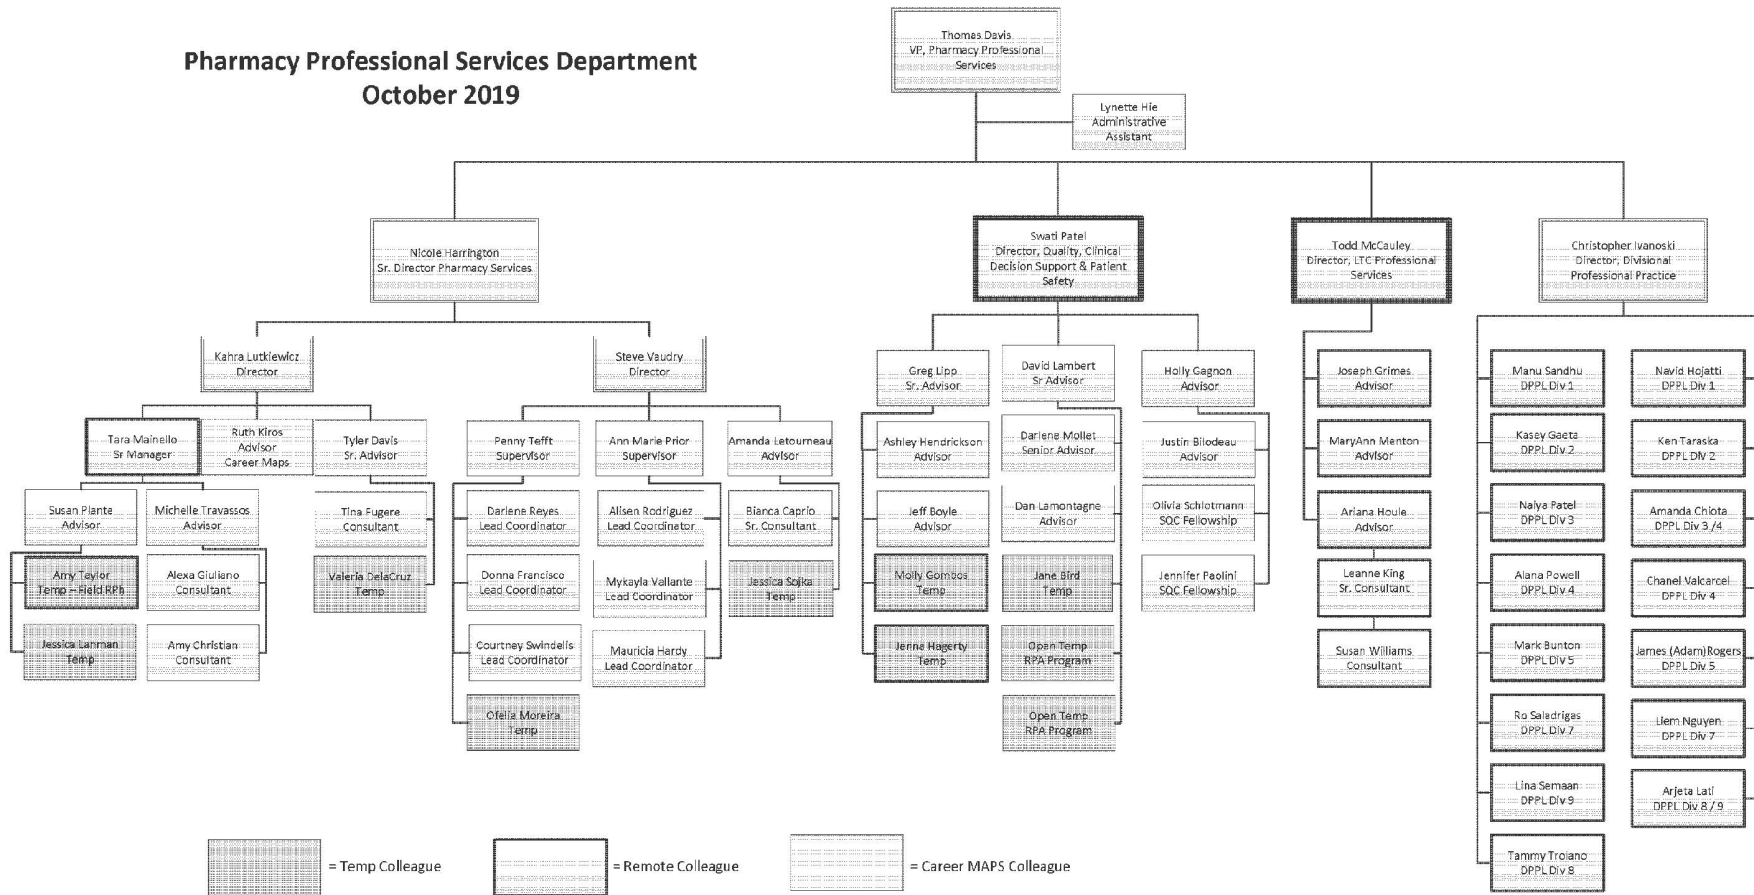 Pharmacy Professional Services Department
October 2019
Thomas Davis
VP, Pharmacy Professional
Services
Lynette Hie
Administrative
Assistant
Nicole Harrington
Sr. Director Pharmacy Services
Swati Patel
Director, Quality, Clinical
Decision Support & Patient
Safety
Todd McCauley
Director, LTC Professional
Services
Christopher Ivanoski
Director, Divisional
Professional Practice
Kahra Lutkiewicz
Director
Steve Vaudry
Director
Tara Mainello
Sr Manager
Ruth Kiros
Advisor
Career Maps
Tyler Davis
Sr. Advisor
Susan Plante
Advisor
Michelle Travassos
Advisor
Tina Fugere
Consultant
Amy Taylor
Temp – Field RPh
Alexa Giuliano
Consultant
Valeria DelaCruz
Temp
Jessica Lanman
Temp
Amy Christian
Consultant
Penny Tefft
Supervisor
Ann Marie Prior
Supervisor
Amanda Letourneau
Advisor
Darlene Reyes
Lead Coordinator
Alisen Rodriguez
Lead Coordinator
Bianca Caprio
Sr. Consultant
Donna Francisco
Lead Coordinator
Mykayla Vallante
Lead Coordinator
Jessica Sojka
Temp
Courtney Swindells
Lead Coordinator
Mauricia Hardy
Lead Coordinator
Ofelia Moreira
Temp
Greg Lipp
Sr. Advisor
David Lambert
Sr Advisor
Holly Gagnon
Advisor
Ashley Hendrickson
Advisor
Darlene Mollet
Senior Advisor
Justin Bilodeau
Advisor
Jeff Boyle
Advisor
Dan Lamontagne
Advisor
Olivia Schlotmann
SQC Fellowship
Molly Gombos
Temp
Jane Bird
Temp
Jennifer Paolini
SQC Fellowship
Jenna Hagerty
Temp
Open Temp
RPA Program
Open Temp
RPA Program
Joseph Grimes
Advisor
MaryAnn Menton
Advisor
Ariana Houle
Advisor
Leanne King
Sr. Consultant
Susan Williams
Consultant
Manu Sandhu
DPPL Div 1
Navid Hojatti
DPPL Div 1
Kasey Gaeta
DPPL Div 2
Ken Taraska
DPPL Div 2
Naiya Patel
DPPL Div 3
Amanda Chiota
DPPL Div 3 /4
Alana Powell
DPPL Div 4
Chanel Valcarcel
DPPL Div 4
Mark Bunton
DPPL Div 5
James (Adam)Rogers
DPPL Div 5
Ro Saladrigas
DPPL Div 7
Liem Nguyen
DPPL Div 7
Lina Semaan
DPPL Div 9
Arjeta Lati
DPPL Div 8 / 9
Tammy Troiano
DPPL Div 8
= Temp Colleague
= Remote Colleague
= Career MAPS Colleague